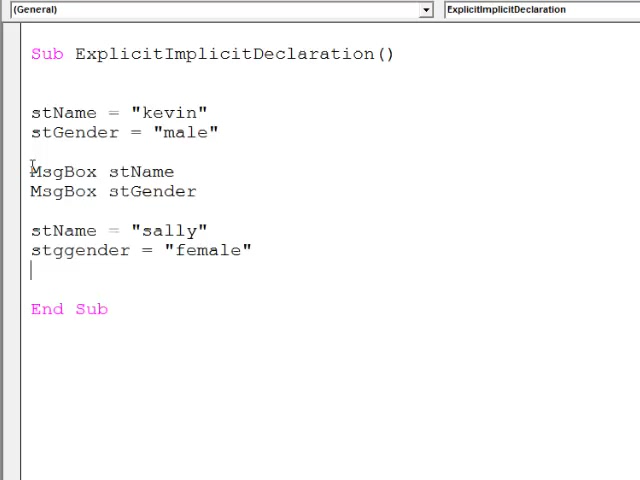 (General) ExplicitImplicitDeclaration
Sub ExplicitImplicitDeclaration()
stName = "kevin"
stGender = "male"
MsgBox stName
MsgBox stGender
stName = "sally"
stggender = "female"
End Sub